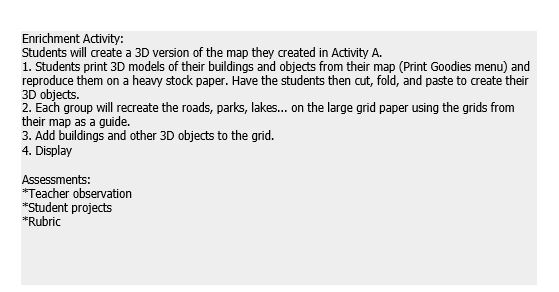 Enrichment Activity:
Students will create a 3D version of the map they created in Activity A.
1. Students print 3D models of their buildings and objects from their map (Print Goodies menu) and
reproduce them on a heavy stock paper. Have the students then cut, fold, and paste to create their
3D objects.
2. Each group will recreate the roads, parks, lakes... on the large grid paper using the grids from
their map as a guide.
3. Add buildings and other 3D objects to the grid.
4. Display
Assessments:
*Teacher observation
*Student projects
*Rubric